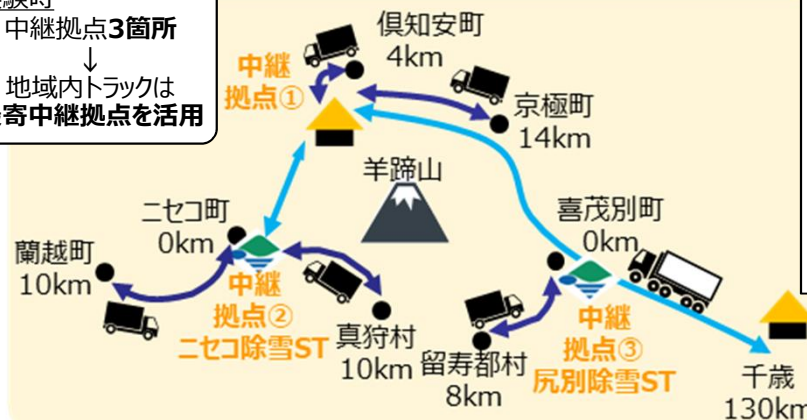 中継拠点3箇所
↓
地域内トラックは
寄中継拠点を活用
倶知安町
4km
中継
拠点①
京極町
14km
羊蹄山
ニセコ町
0km
喜茂別町
0km
蘭越町
10km
中継
拠点②
ニセコ除雪ST
真狩村
10km
留寿都村
8km
中継
拠点③
尻別除雪ST
千歳
130km